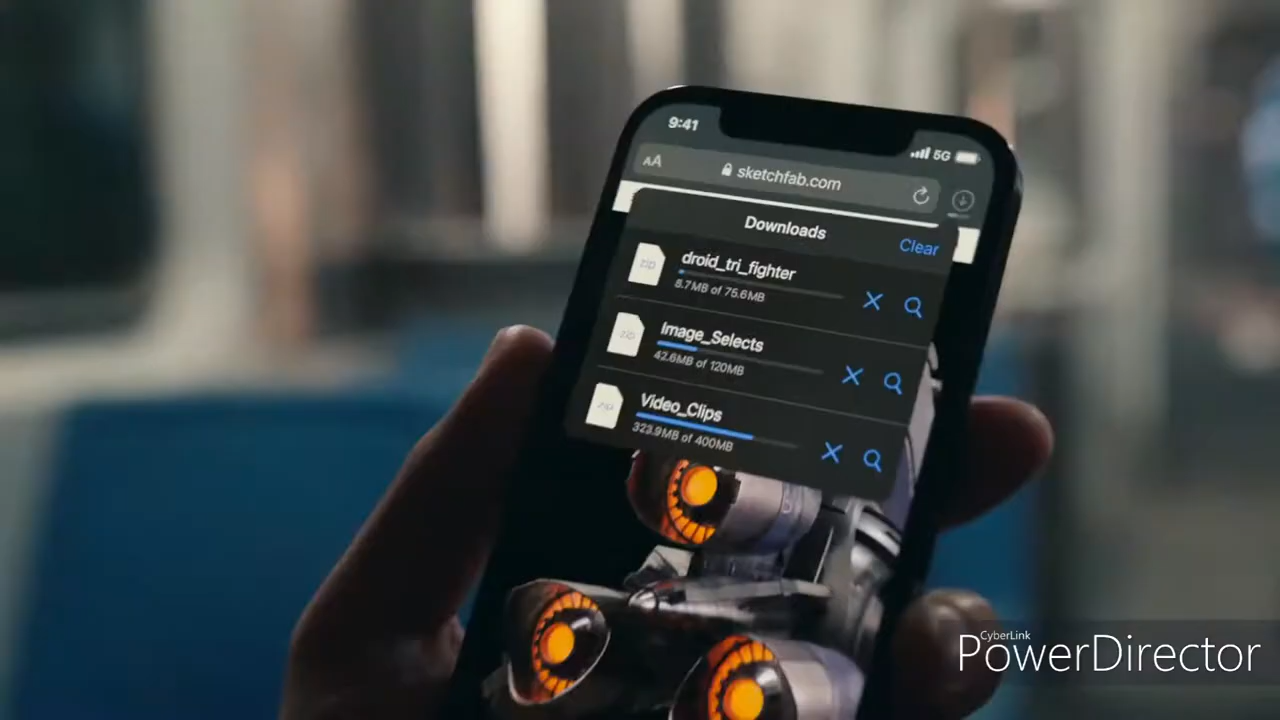 9:41
5G
AA
sketchfab.com
Downloads
Clear
zip
droid_tri_fighter
8.7MB of 75.6MB
zip
Image_Selects
42.6MB of 120MB
zip
Video_Clips
323.9MB of 400MB
CyberLink
PowerDirector